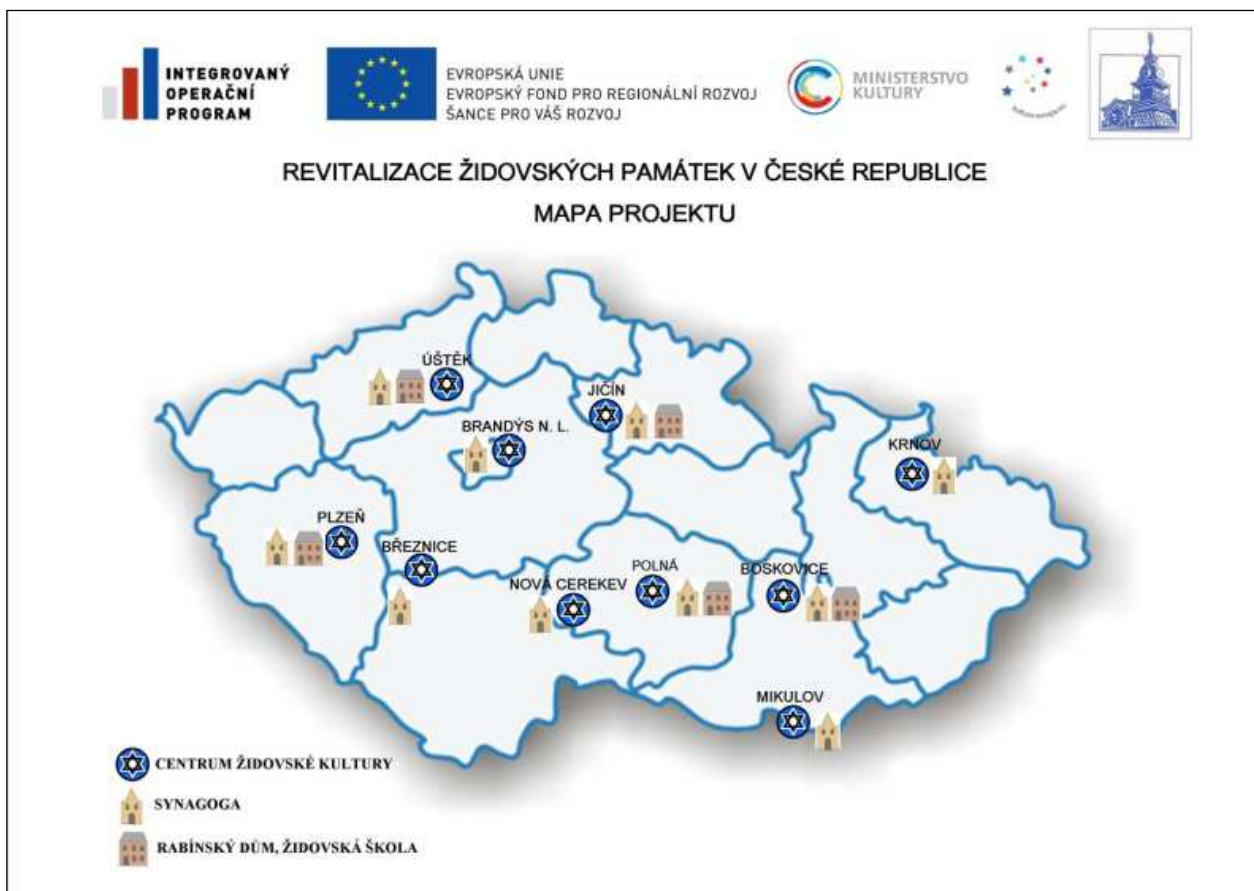 INTEGROVANÝ
OPERAČNÍ
PROGRAM
EVROPSKÁ UNIE
EVROPSKÝ FOND PRO REGIONÁLNÍ ROZVOJ
ŠANCE PRO VÁŠ ROZVOJ
MINISTERSTVO
KULTURY
REVITALIZACE ŽIDOVSKÝCH PAMÁTEK V ČESKÉ REPUBLICE
MAPA PROJEKTU
ÚŠTĚK
JIČÍN
BRANDÝS N. L.
KRNOV
PLZEŇ
BŘEZNICE
NOVÁ CEREKEV
POLNÁ
BOSKOVICE
MIKULOV
CENTRUM ŽIDOVSKÉ KULTURY
SYNAGOGA
RABÍNSKÝ DŮM, ŽIDOVSKÁ ŠKOLA